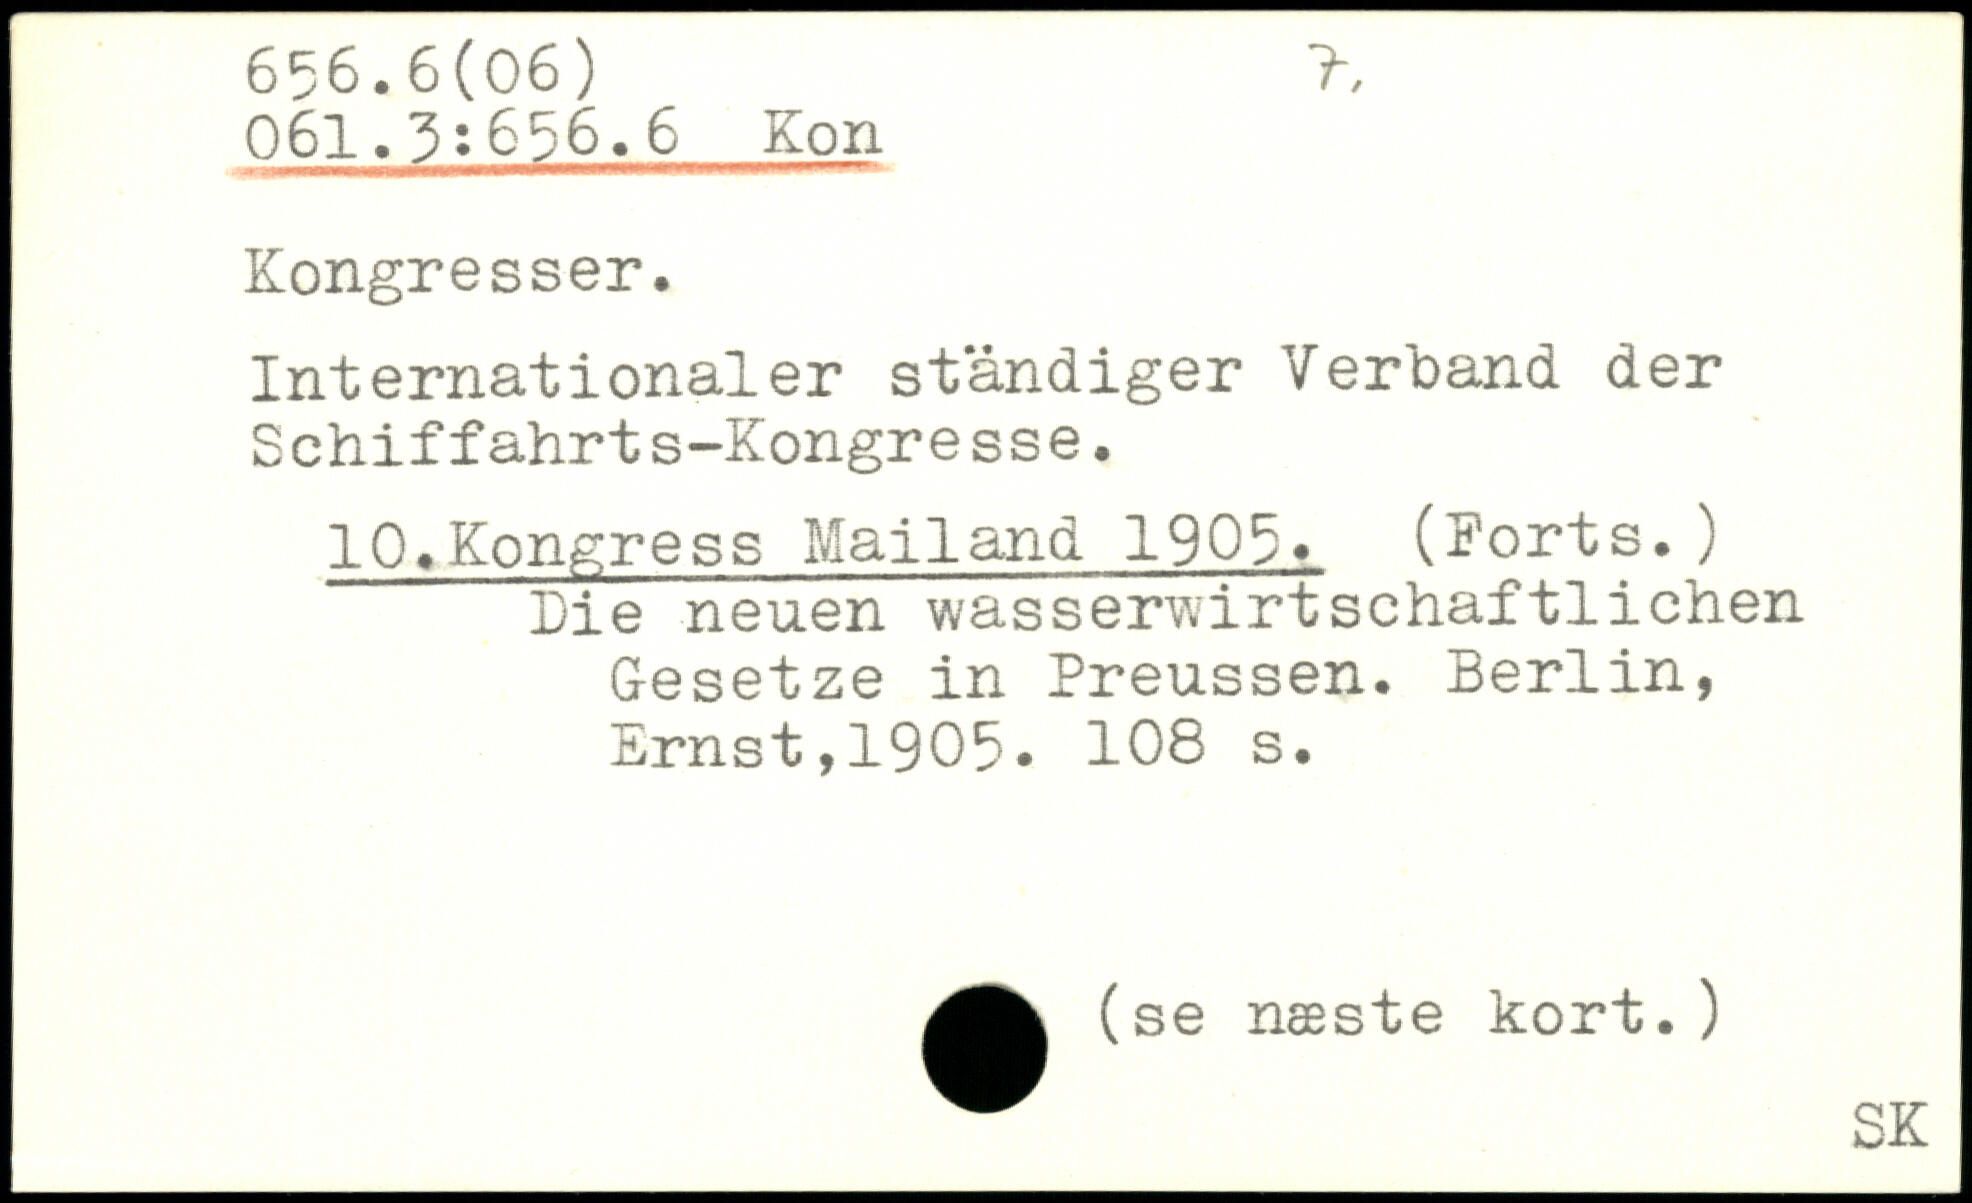 656.6(06)
7,
061.3:656.6 Kon
Kongresser.
Internationaler ständiger Verband der
Schiffahrts-Kongresse.
10.Kongress Mailand 1905. (Forts.)
Die neuen wasserwirtschaftlichen
Gesetze in Preussen. Berlin,
Ernst,1905. 108 s.
(se næste kort.)
SK